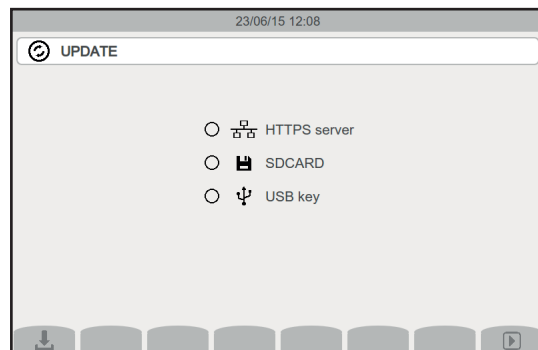 23/06/15 12:08
UPDATE
HTTPS server
SDCARD
USB key